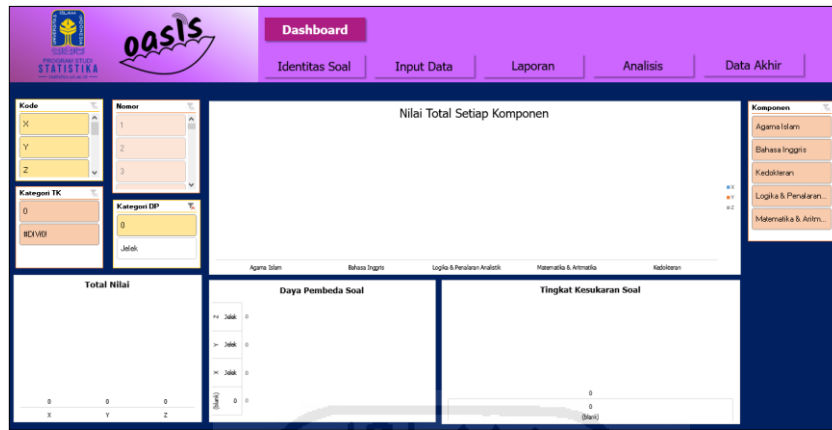 PROGRAM STUDI
STATISTIKA
oasis
Dashboard
Identitas Soal
Input Data
Laporan
Analisis
Data Akhir
Kode
X
Y
Z
Nomor
1
2
3
Kategori TK
0
#DIV/0!
Kategori DP
0
Jelek
Nilai Total Setiap Komponen
X
Y
Z
Agama Islam
Bahasa Inggris
Logika & Penalaran Analistik
Matematika & Aritmatika
Kedokteran
Komponen
Agama Islam
Bahasa Inggris
Kedokteran
Logika & Penalaran...
Matematika & Aritm...
Total Nilai
0
0
0
X
Y
Z
Daya Pembeda Soal
Z Jelek 0
Y Jelek 0
X Jelek 0
(blank) 0 0
Tingkat Kesukaran Soal
0
0
(blank)